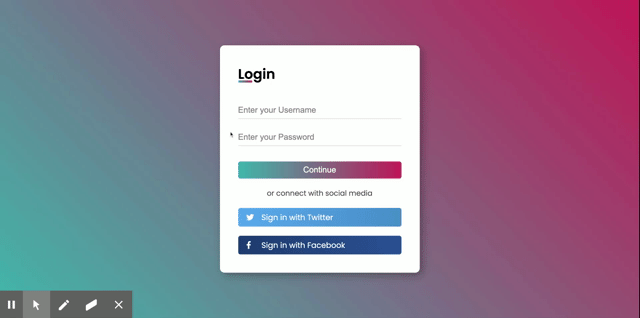 Login
Enter your Username
Enter your Password
Continue
or connect with social media
Sign in with Twitter
Sign in with Facebook